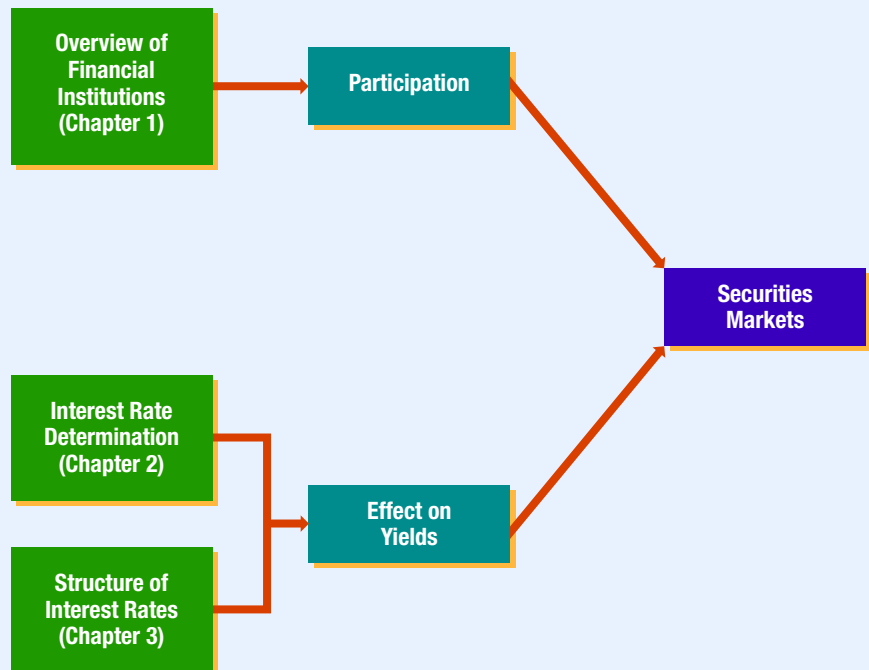 Overview of
Financial
Institutions
(Chapter 1)
Participation
Securities
Markets
Interest Rate
Determination
(Chapter 2)
Effect on
Yields
Structure of
Interest Rates
(Chapter 3)